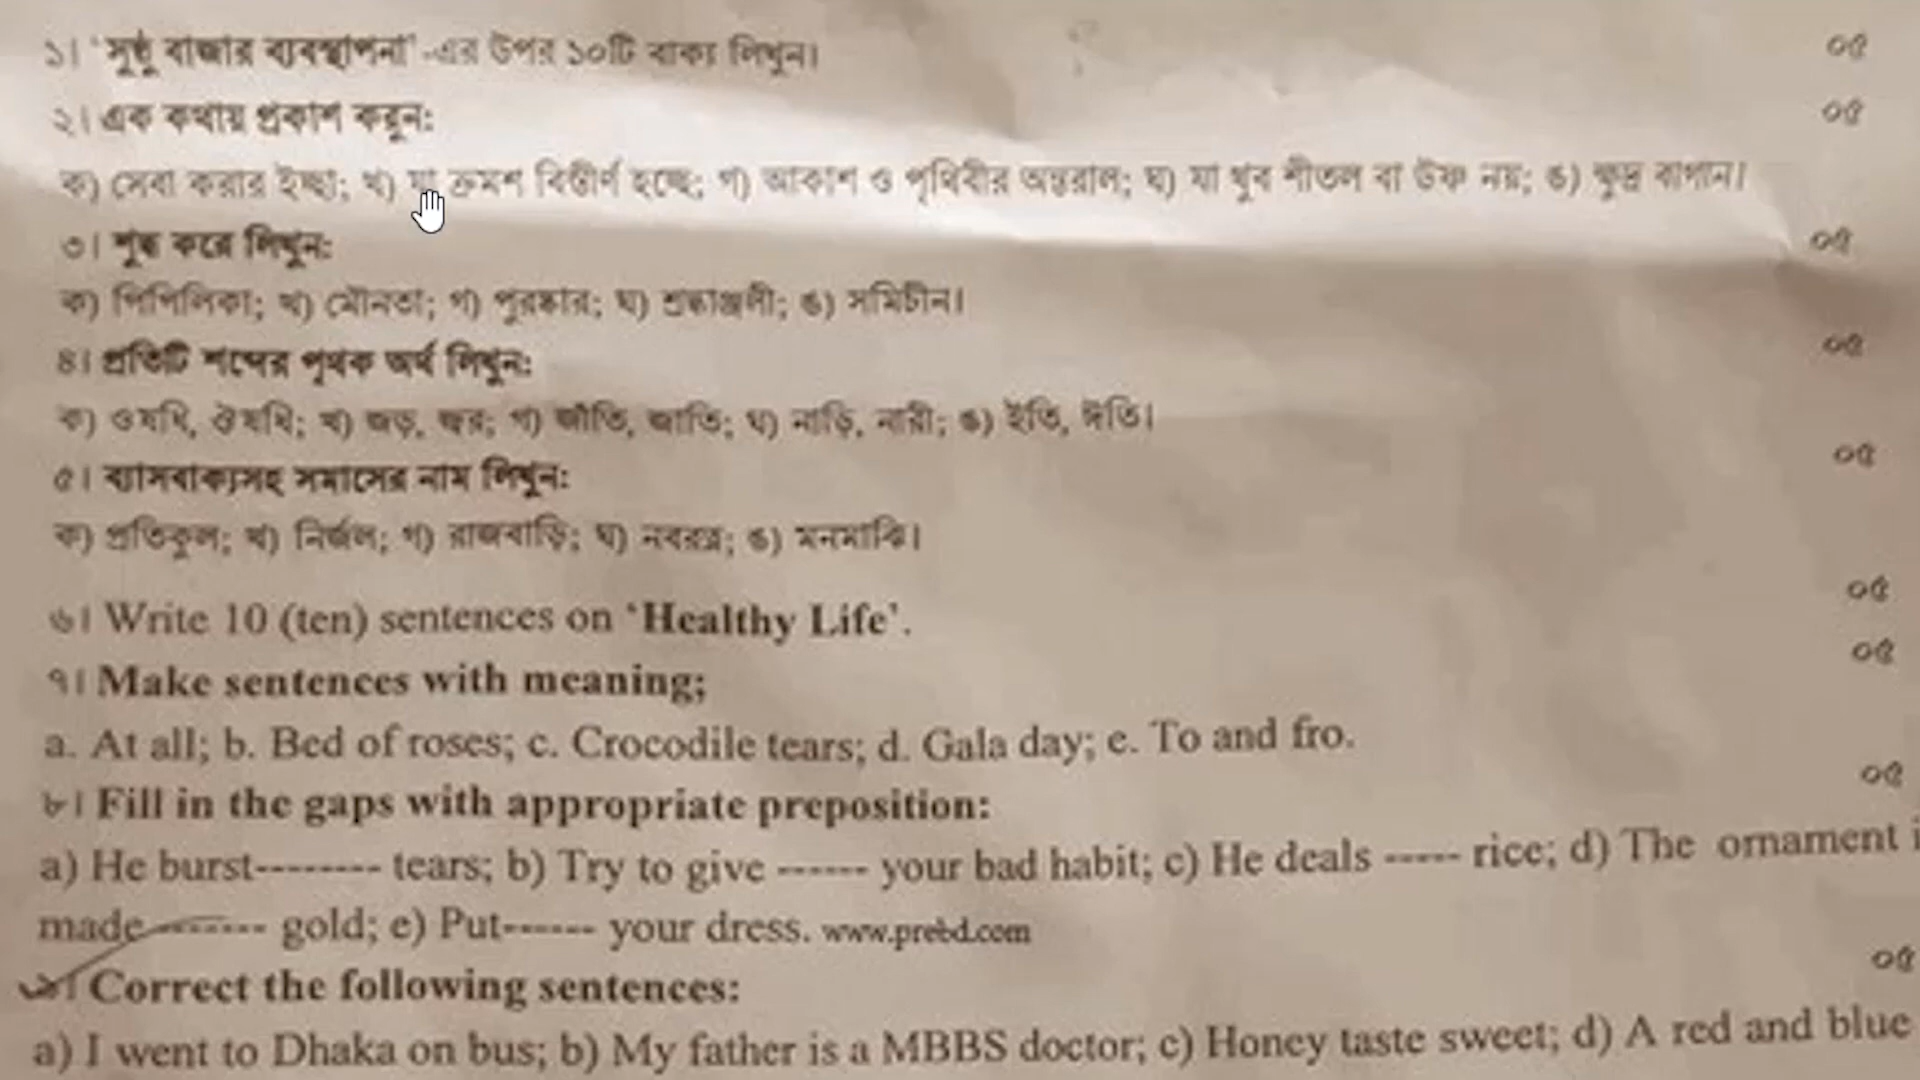 ১। 'সুষ্ঠু বাজার ব্যবস্থাপনা'-এর উপর ১০টি বাক্য লিখুন। ০৫
২। এক কথায় প্রকাশ করুন: ০৫
ক) সেবা করার ইচ্ছা; খ) যা ক্রমশ বিস্তীর্ণ হচ্ছে; গ) আকাশ ও পৃথিবীর অন্তরাল; ঘ) যা খুব শীতল বা উষ্ণ নয়; ঙ) ক্ষুদ্র বাগান।
৩। শুদ্ধ করে লিখুন: ০৫
ক) পিপিলিকা; খ) মৌনতা; গ) পুরষ্কার; ঘ) শ্রদ্ধাঞ্জলী; ঙ) সমিচীন।
৪। প্রতিটি শব্দের পৃথক অর্থ লিখুন: ০৫
ক) ওষধি, ঔষধি; খ) জড়, জ্বর; গ) জাঁতি, জাতি; ঘ) নাড়ি, নারী; ঙ) ইতি, ঈতি।
৫। ব্যাসবাক্যসহ সমাসের নাম লিখুন: ০৫
ক) প্রতিকূল; খ) নির্জল; গ) রাজবাড়ি; ঘ) নবরত্ন; ঙ) মনমাঝি।
৬। Write 10 (ten) sentences on ‘Healthy Life’. ০৫
৭। Make sentences with meaning; ০৫
a. At all; b. Bed of roses; c. Crocodile tears; d. Gala day; e. To and fro.
৮। Fill in the gaps with appropriate preposition: ০৫
a) He burst-------- tears; b) Try to give ------ your bad habit; c) He deals ----- rice; d) The ornament i
made ------- gold; e) Put------ your dress. www.prebd.com
৯। Correct the following sentences: ০৫
a) I went to Dhaka on bus; b) My father is a MBBS doctor; c) Honey taste sweet; d) A red and blue